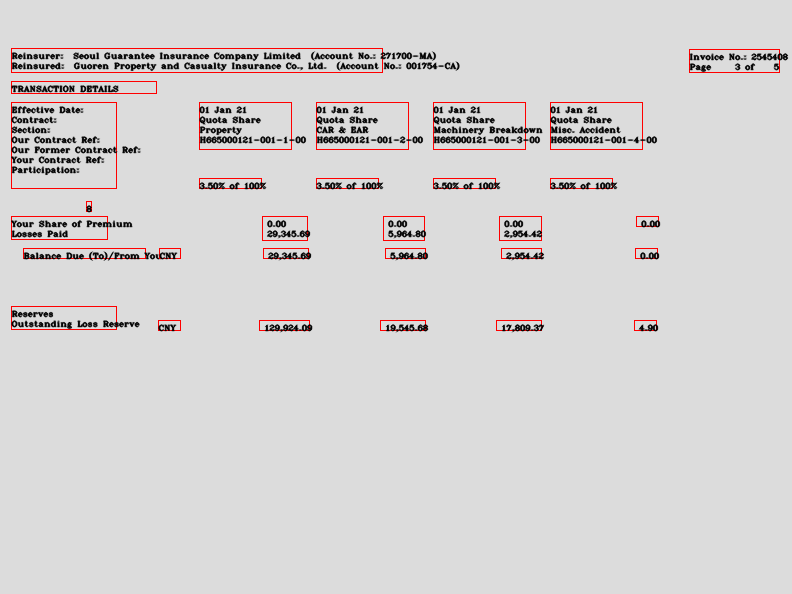 Reinsurer: Seoul Guarantee Insurance Company Limited (Account No.: 271700-MA) Invoice No.: 2545408
Reinsured: Guoren Property and Casualty Insurance Co., Ltd. (Account No.: 001754-CA) Page 3 of 5
TRANSACTION DETAILS
Effective Date: 01 Jan 21 01 Jan 21 01 Jan 21 01 Jan 21
Contract: Quota Share Quota Share Quota Share Quota Share
Section: Property CAR & EAR Machinery Breakdown Misc. Accident
Our Contract Ref: H665000121-001-1-00 H665000121-001-2-00 H665000121-001-3-00 H665000121-001-4-00
Our Former Contract Ref:
Your Contract Ref:
Participation:
3.50% of 100% 3.50% of 100% 3.50% of 100% 3.50% of 100%
Your Share of Premium 0.00 0.00 0.00 0.00
Losses Paid 29,345.69 5,964.80 2,954.42
Balance Due (To)/From You CNY 29,345.69 5,964.80 2,954.42 0.00
Reserves
Outstanding Loss Reserve CNY 129,924.09 19,545.68 17,809.37 4.90